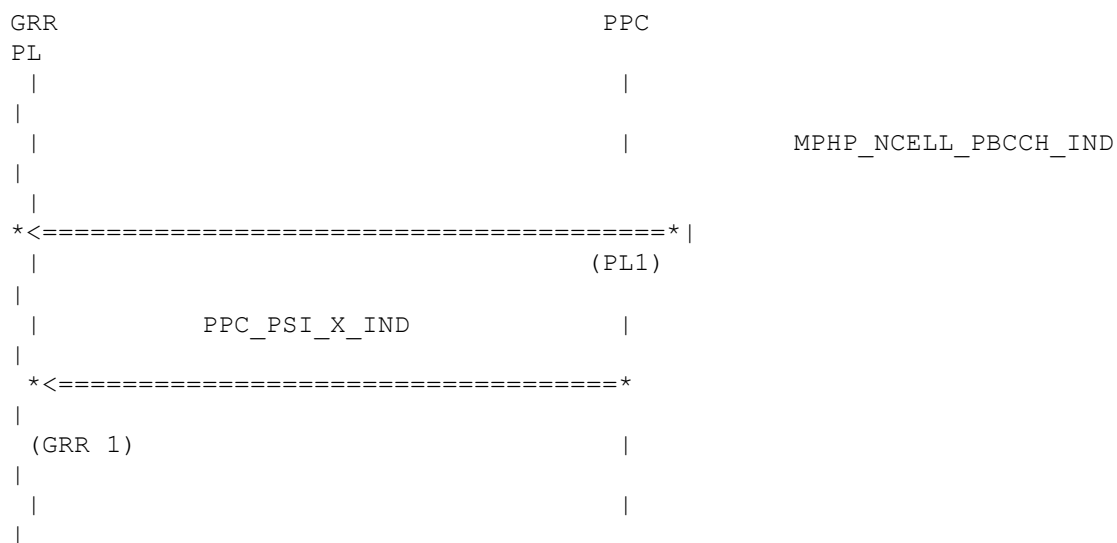 GRR PPC
PL
| |
|
| | MPHP_NCELL_PBCCH_IND
|
|
*<=======================================*|
| (PL1)
|
| PPC_PSI_X_IND |
|
*<===================================*
|
(GRR 1) |
|
| |
|